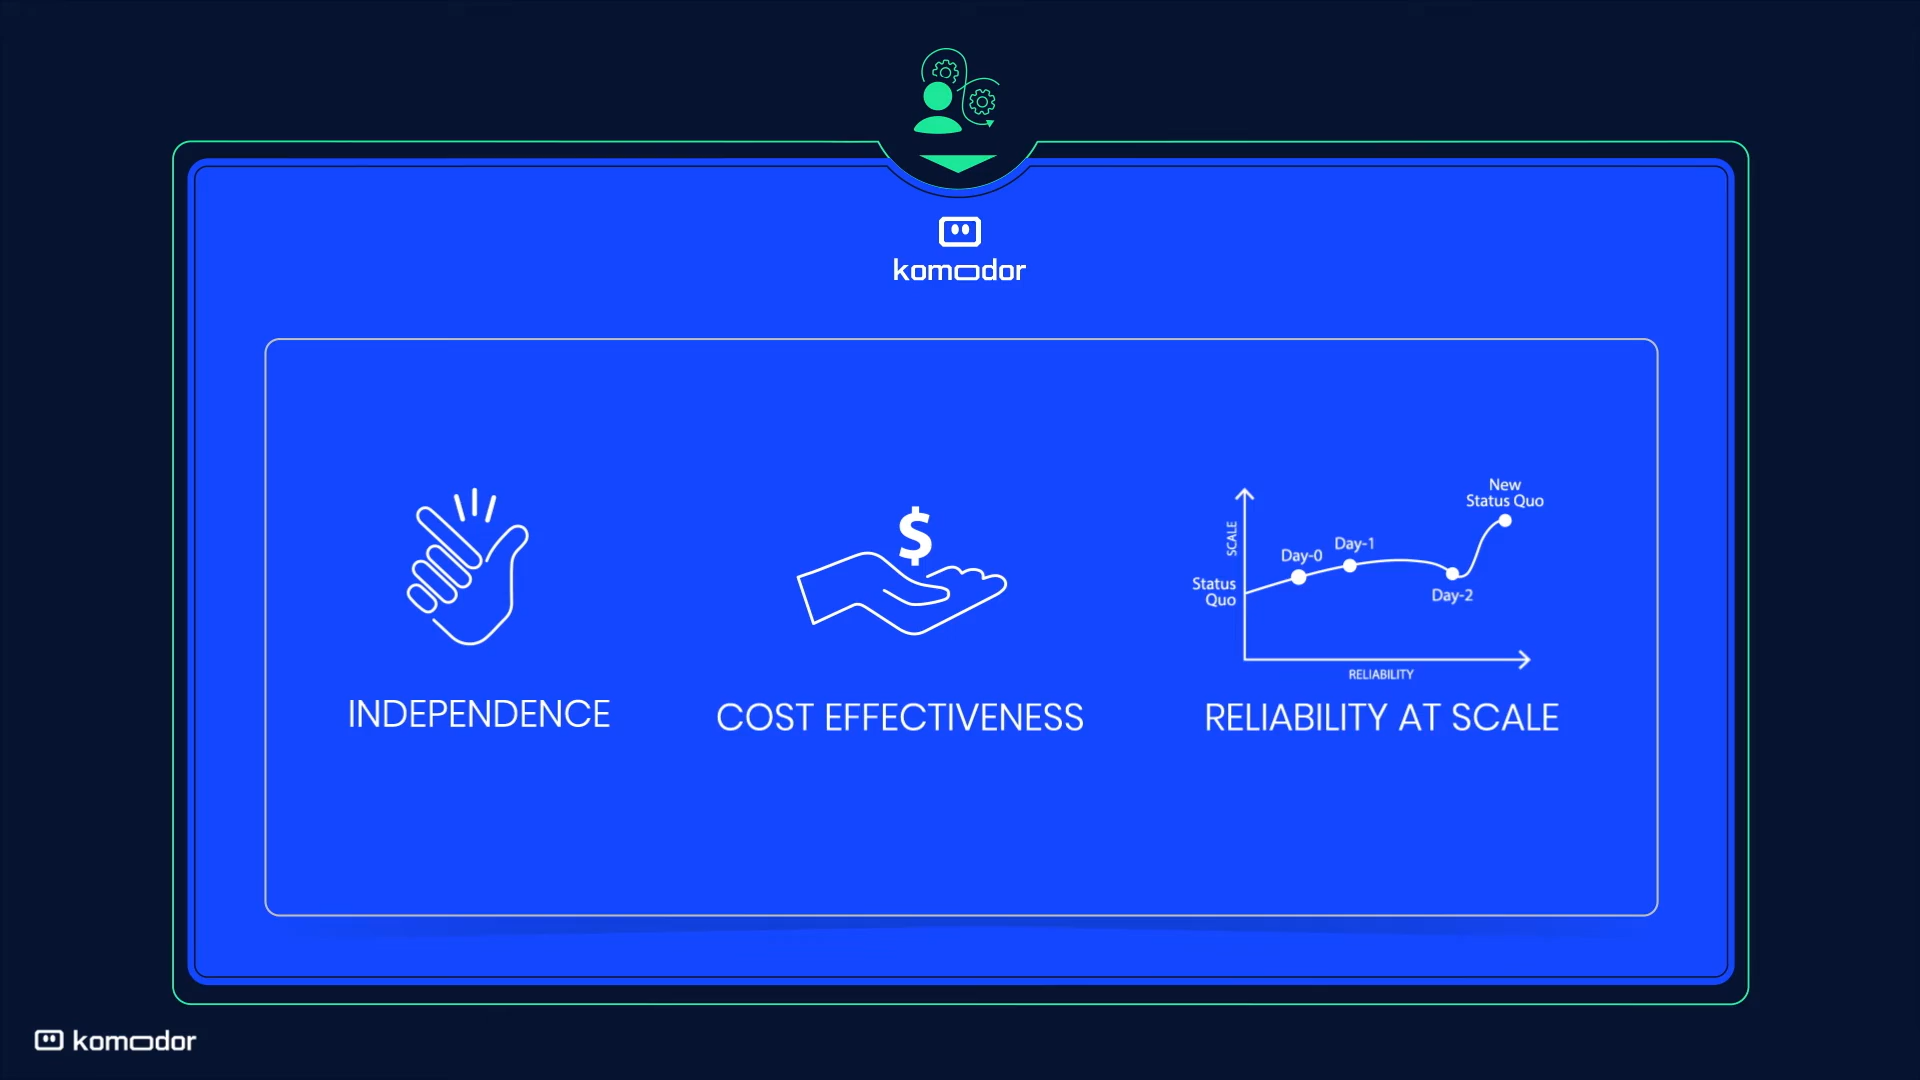 komodor
$
INDEPENDENCE
COST EFFECTIVENESS
New
Status Quo
SCALE
Day-0
Day-1
Status
Quo
Day-2
RELIABILITY
RELIABILITY AT SCALE
komodor